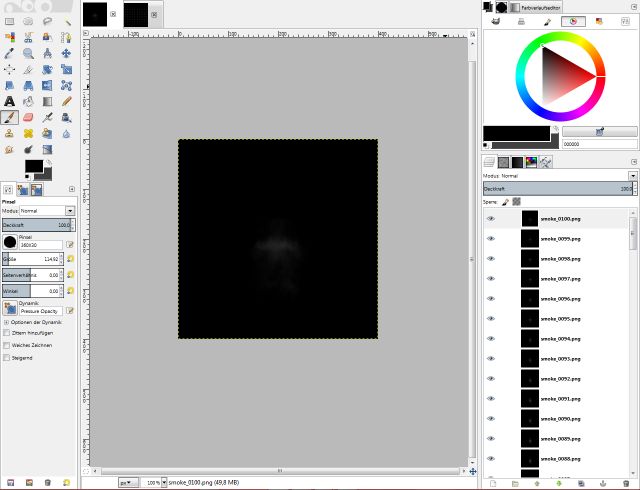 Farbverlaufseditor
000000
Modus: Normal
Deckkraft 100,0
Sperre:
smoke_0100.png
smoke_0099.png
smoke_0098.png
smoke_0097.png
smoke_0096.png
smoke_0095.png
smoke_0094.png
smoke_0093.png
smoke_0092.png
smoke_0091.png
smoke_0090.png
smoke_0089.png
smoke_0088.png
Pinsel
Modus: Normal
Deckkraft 100,0
Pinsel
360X30
Größe 114,92
Seitenverhältnis 0,00
Winkel 0,00
Dynamik
Pressure Opacity
Optionen der Dynamik
Zittern hinzufügen
Weiches Zeichnen
Steigernd
px 100 % smoke_0100.png (49,8 MB)